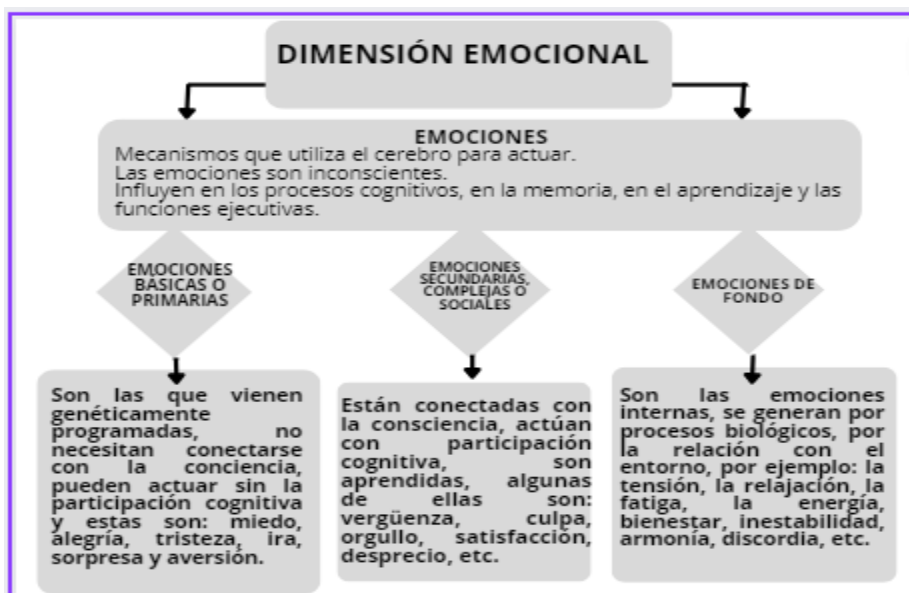 DIMENSIÓN EMOCIONAL
EMOCIONES
Mecanismos que utiliza el cerebro para actuar.
Las emociones son inconscientes.
Influyen en los procesos cognitivos, en la memoria, en el aprendizaje y las
funciones ejecutivas.
EMOCIONES
BÁSICAS O
PRIMARIAS
Son las que vienen
genéticamente
programadas, no
necesitan conectarse
con la conciencia,
pueden actuar sin la
participación cognitiva
y estas son: miedo,
alegría, tristeza, ira,
sorpresa y aversión.
EMOCIONES
SECUNDARIAS,
COMPLEJAS O
SOCIALES
Están conectadas con
la consciencia, actúan
con participación
cognitiva, son
aprendidas, algunas
de ellas son:
vergüenza, culpa,
orgullo, satisfacción,
desprecio, etc.
EMOCIONES DE
FONDO
Son las emociones
internas, se generan por
procesos biológicos, por
la relación con el
entorno, por ejemplo: la
tensión, la relajación, la
fatiga, la energía,
bienestar, inestabilidad,
armonía, discordia, etc.